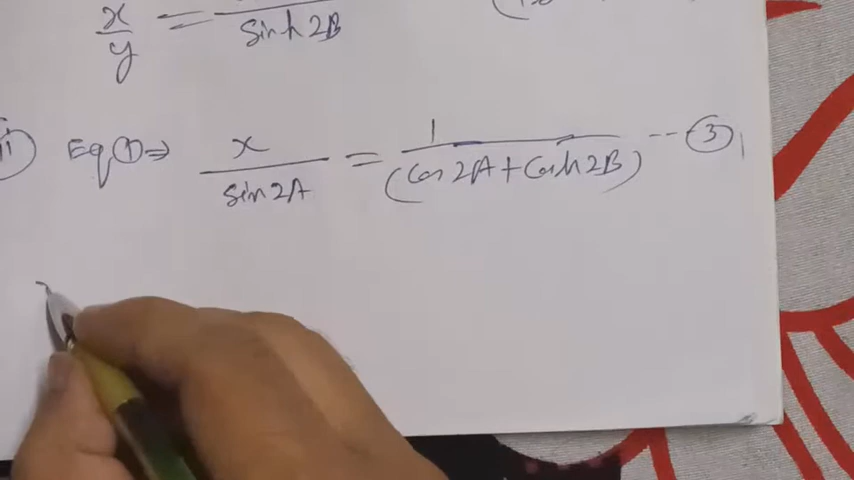 x/y = /sinh 2B
ii) Eq ① ⇒ x/sin 2A = 1/(Cos 2A + Cosh 2B) -- ③